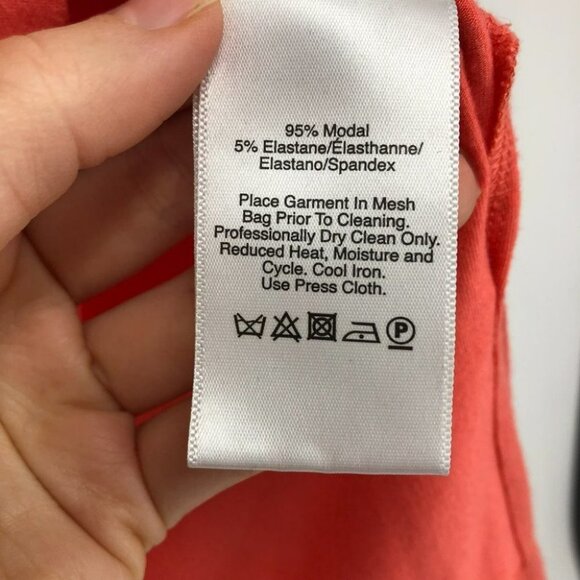 95% Modal
5% Elastane/Élasthanne/
Elastano/Spandex
Place Garment In Mesh
Bag Prior To Cleaning.
Professionally Dry Clean Only.
Reduced Heat, Moisture and
Cycle. Cool Iron.
Use Press Cloth.
P